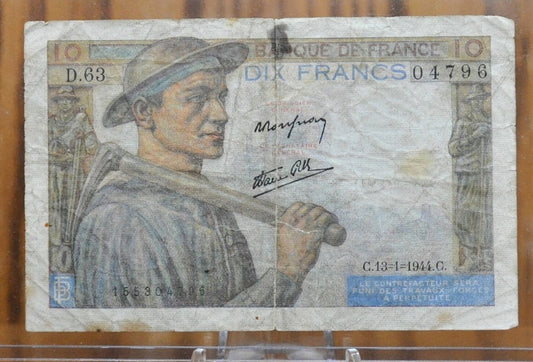 10 BANQUE DE FRANCE 10
D.63 DIX FRANCS 04796
C.13=1=1944.C.
LE CONTREFACTEUR SERA
PUNI DES TRAVAUX FORCÉS
À PERPÉTUITÉ